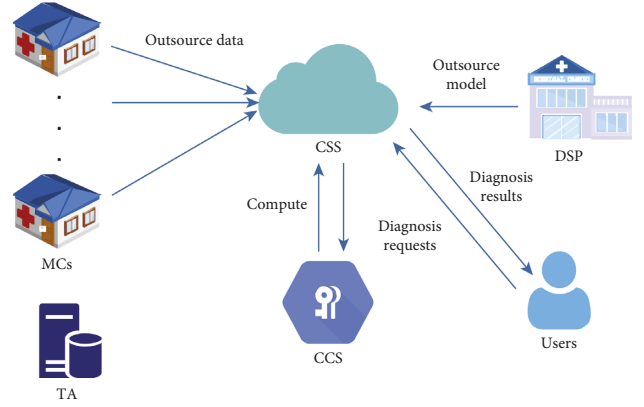 Outsource data
Outsource
model
CSS
DSP
Diagnosis
results
Compute
Diagnosis
requests
MCs
Users
CCS
TA